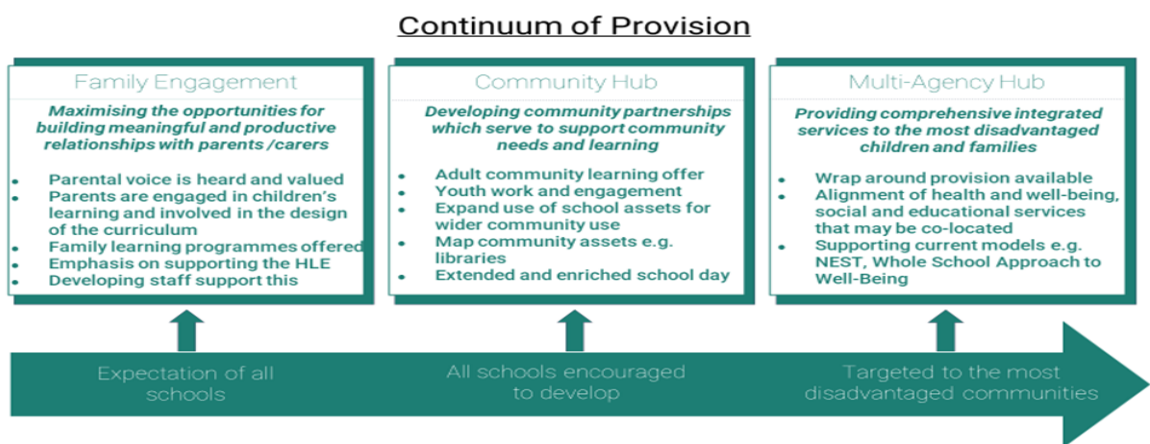 Continuum of Provision
Family Engagement
Maximising the opportunities for
building meaningful and productive
relationships with parents /carers
• Parental voice is heard and valued
• Parents are engaged in children's
learning and involved in the design
of the curriculum
• Family learning programmes offered
• Emphasis on supporting the HLE
• Developing staff support this
Community Hub
Developing community partnerships
which serve to support community
needs and learning
• Adult community learning offer
• Youth work and engagement
• Expand use of school assets for
wider community use
• Map community assets e.g.
libraries
• Extended and enriched school day
Multi-Agency Hub
Providing comprehensive integrated
services to the most disadvantaged
children and families
• Wrap around provision available
• Alignment of health and well-being,
social and educational services
that may be co-located
• Supporting current models e.g.
NEST, Whole School Approach to
Well-Being
Expectation of all
schools
All schools encouraged
to develop
Targeted to the most
disadvantaged communities